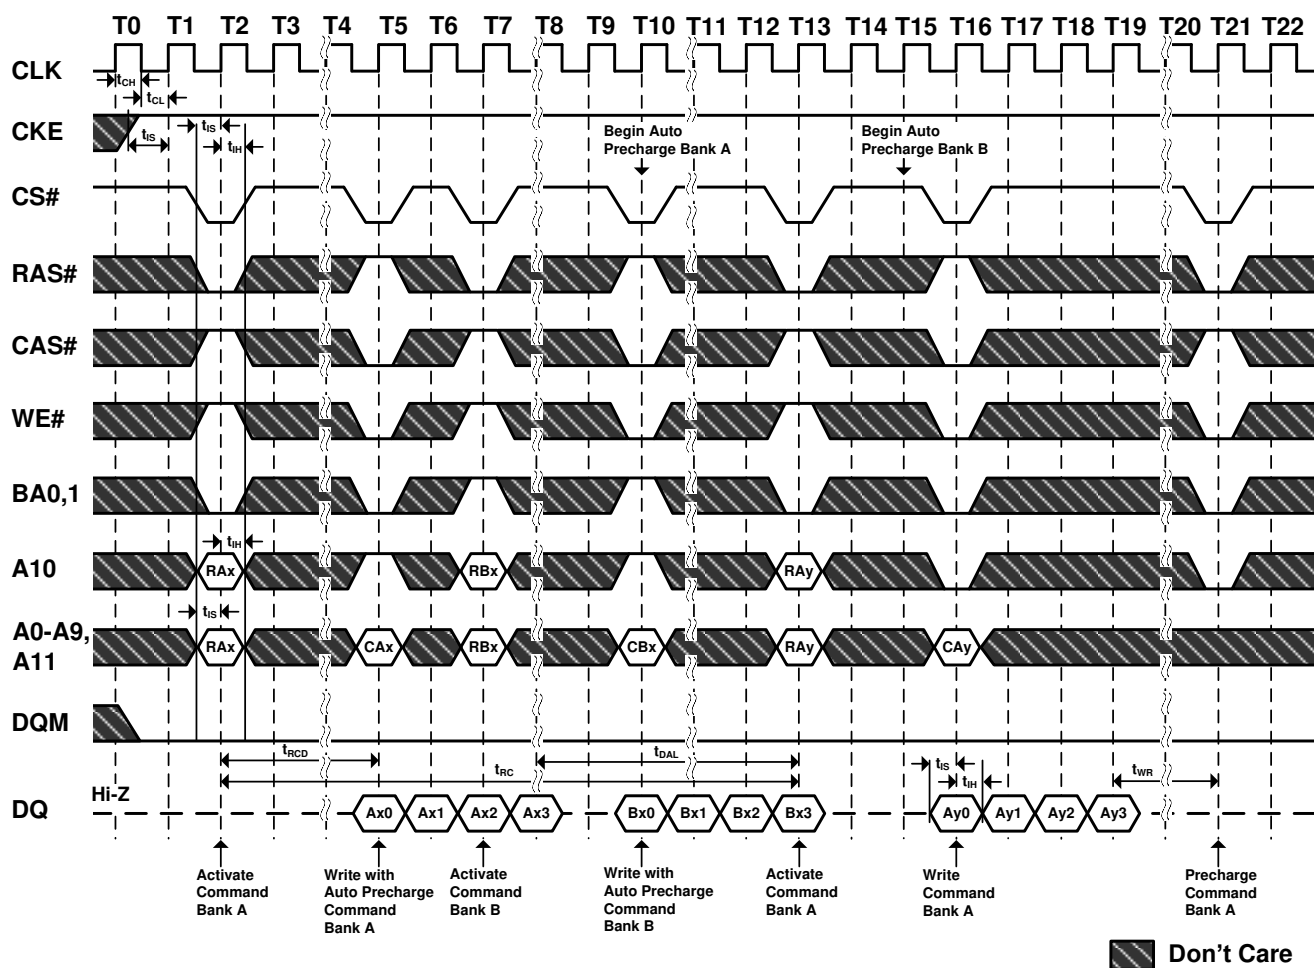 T0 T1 T2 T3 T4 T5 T6 T7 T8 T9 T10 T11 T12 T13 T14 T15 T16 T17 T18 T19 T20 T21 T22
CLK
tCH
tCL
CKE
tIS
tIS
tIH
Begin Auto
Precharge Bank A
Begin Auto
Precharge Bank B
CS#
RAS#
CAS#
WE#
BA0,1
tIH
A10
RAx RBx RAy
tIS
A0-A9,
A11
RAx CAx RBx CBx RAy CAy
DQM
tRCD
tDAL
tRC
tIS
tIH
tWR
Hi-Z
DQ
Ax0 Ax1 Ax2 Ax3 Bx0 Bx1 Bx2 Bx3 Ay0 Ay1 Ay2 Ay3
Activate
Command
Bank A
Write with
Auto Precharge
Command
Bank A
Activate
Command
Bank B
Write with
Auto Precharge
Command
Bank B
Activate
Command
Bank A
Write
Command
Bank A
Precharge
Command
Bank A
Don't Care